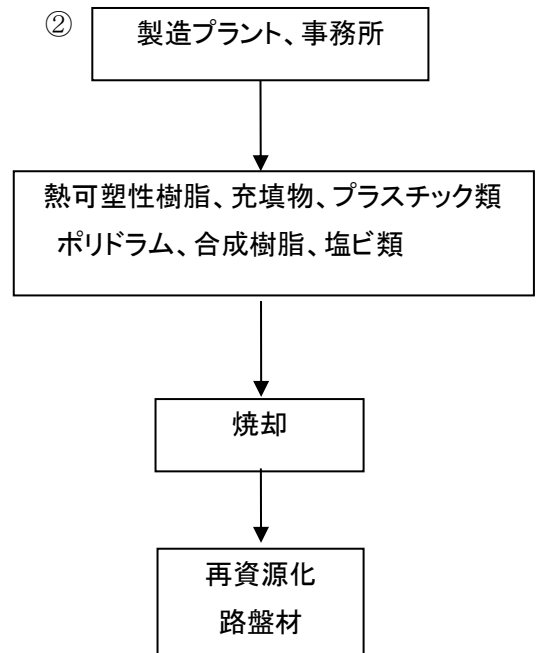 ②
製造プラント、事務所
熱可塑性樹脂、充填物、プラスチック類
ポリドラム、合成樹脂、塩ビ類
焼却
再資源化
路盤材